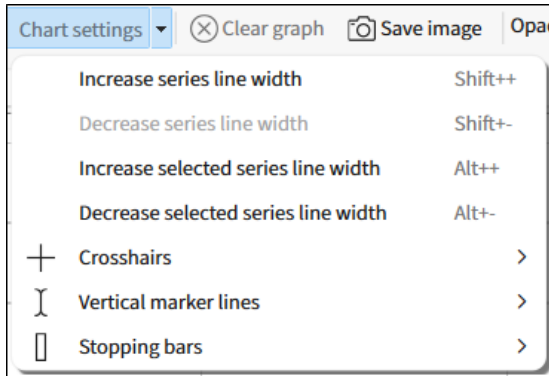 Chart settings Clear graph Save image Opa
Increase series line width Shift++
Decrease series line width Shift+-
Increase selected series line width Alt++
Decrease selected series line width Alt+-
Crosshairs
Vertical marker lines
Stopping bars